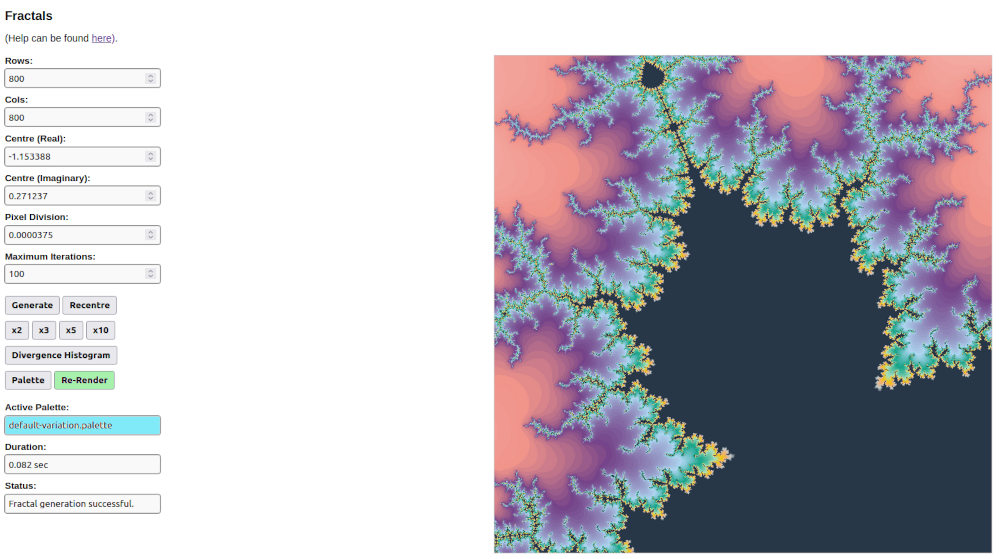 Fractals
(Help can be found here).
Rows:
800
Cols:
800
Centre (Real):
-1.153388
Centre (Imaginary):
0.271237
Pixel Division:
0.0000375
Maximum Iterations:
100
Generate Recentre
x2 x3 x5 x10
Divergence Histogram
Palette Re-Render
Active Palette:
default-variation.palette
Duration:
0.082 sec
Status:
Fractal generation successful.